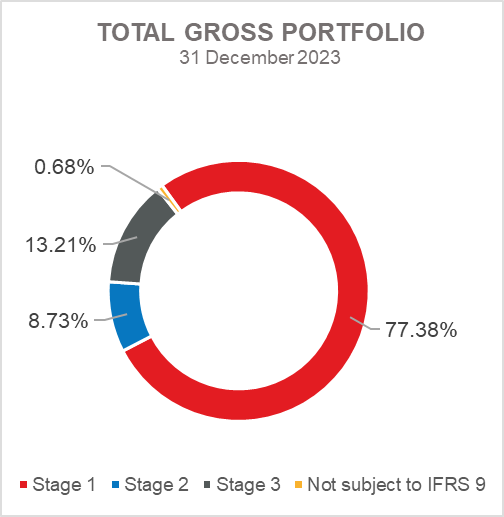 TOTAL GROSS PORTFOLIO
31 December 2023
0.68%
13.21%
8.73%
77.38%
Stage 1 Stage 2 Stage 3 Not subject to IFRS 9